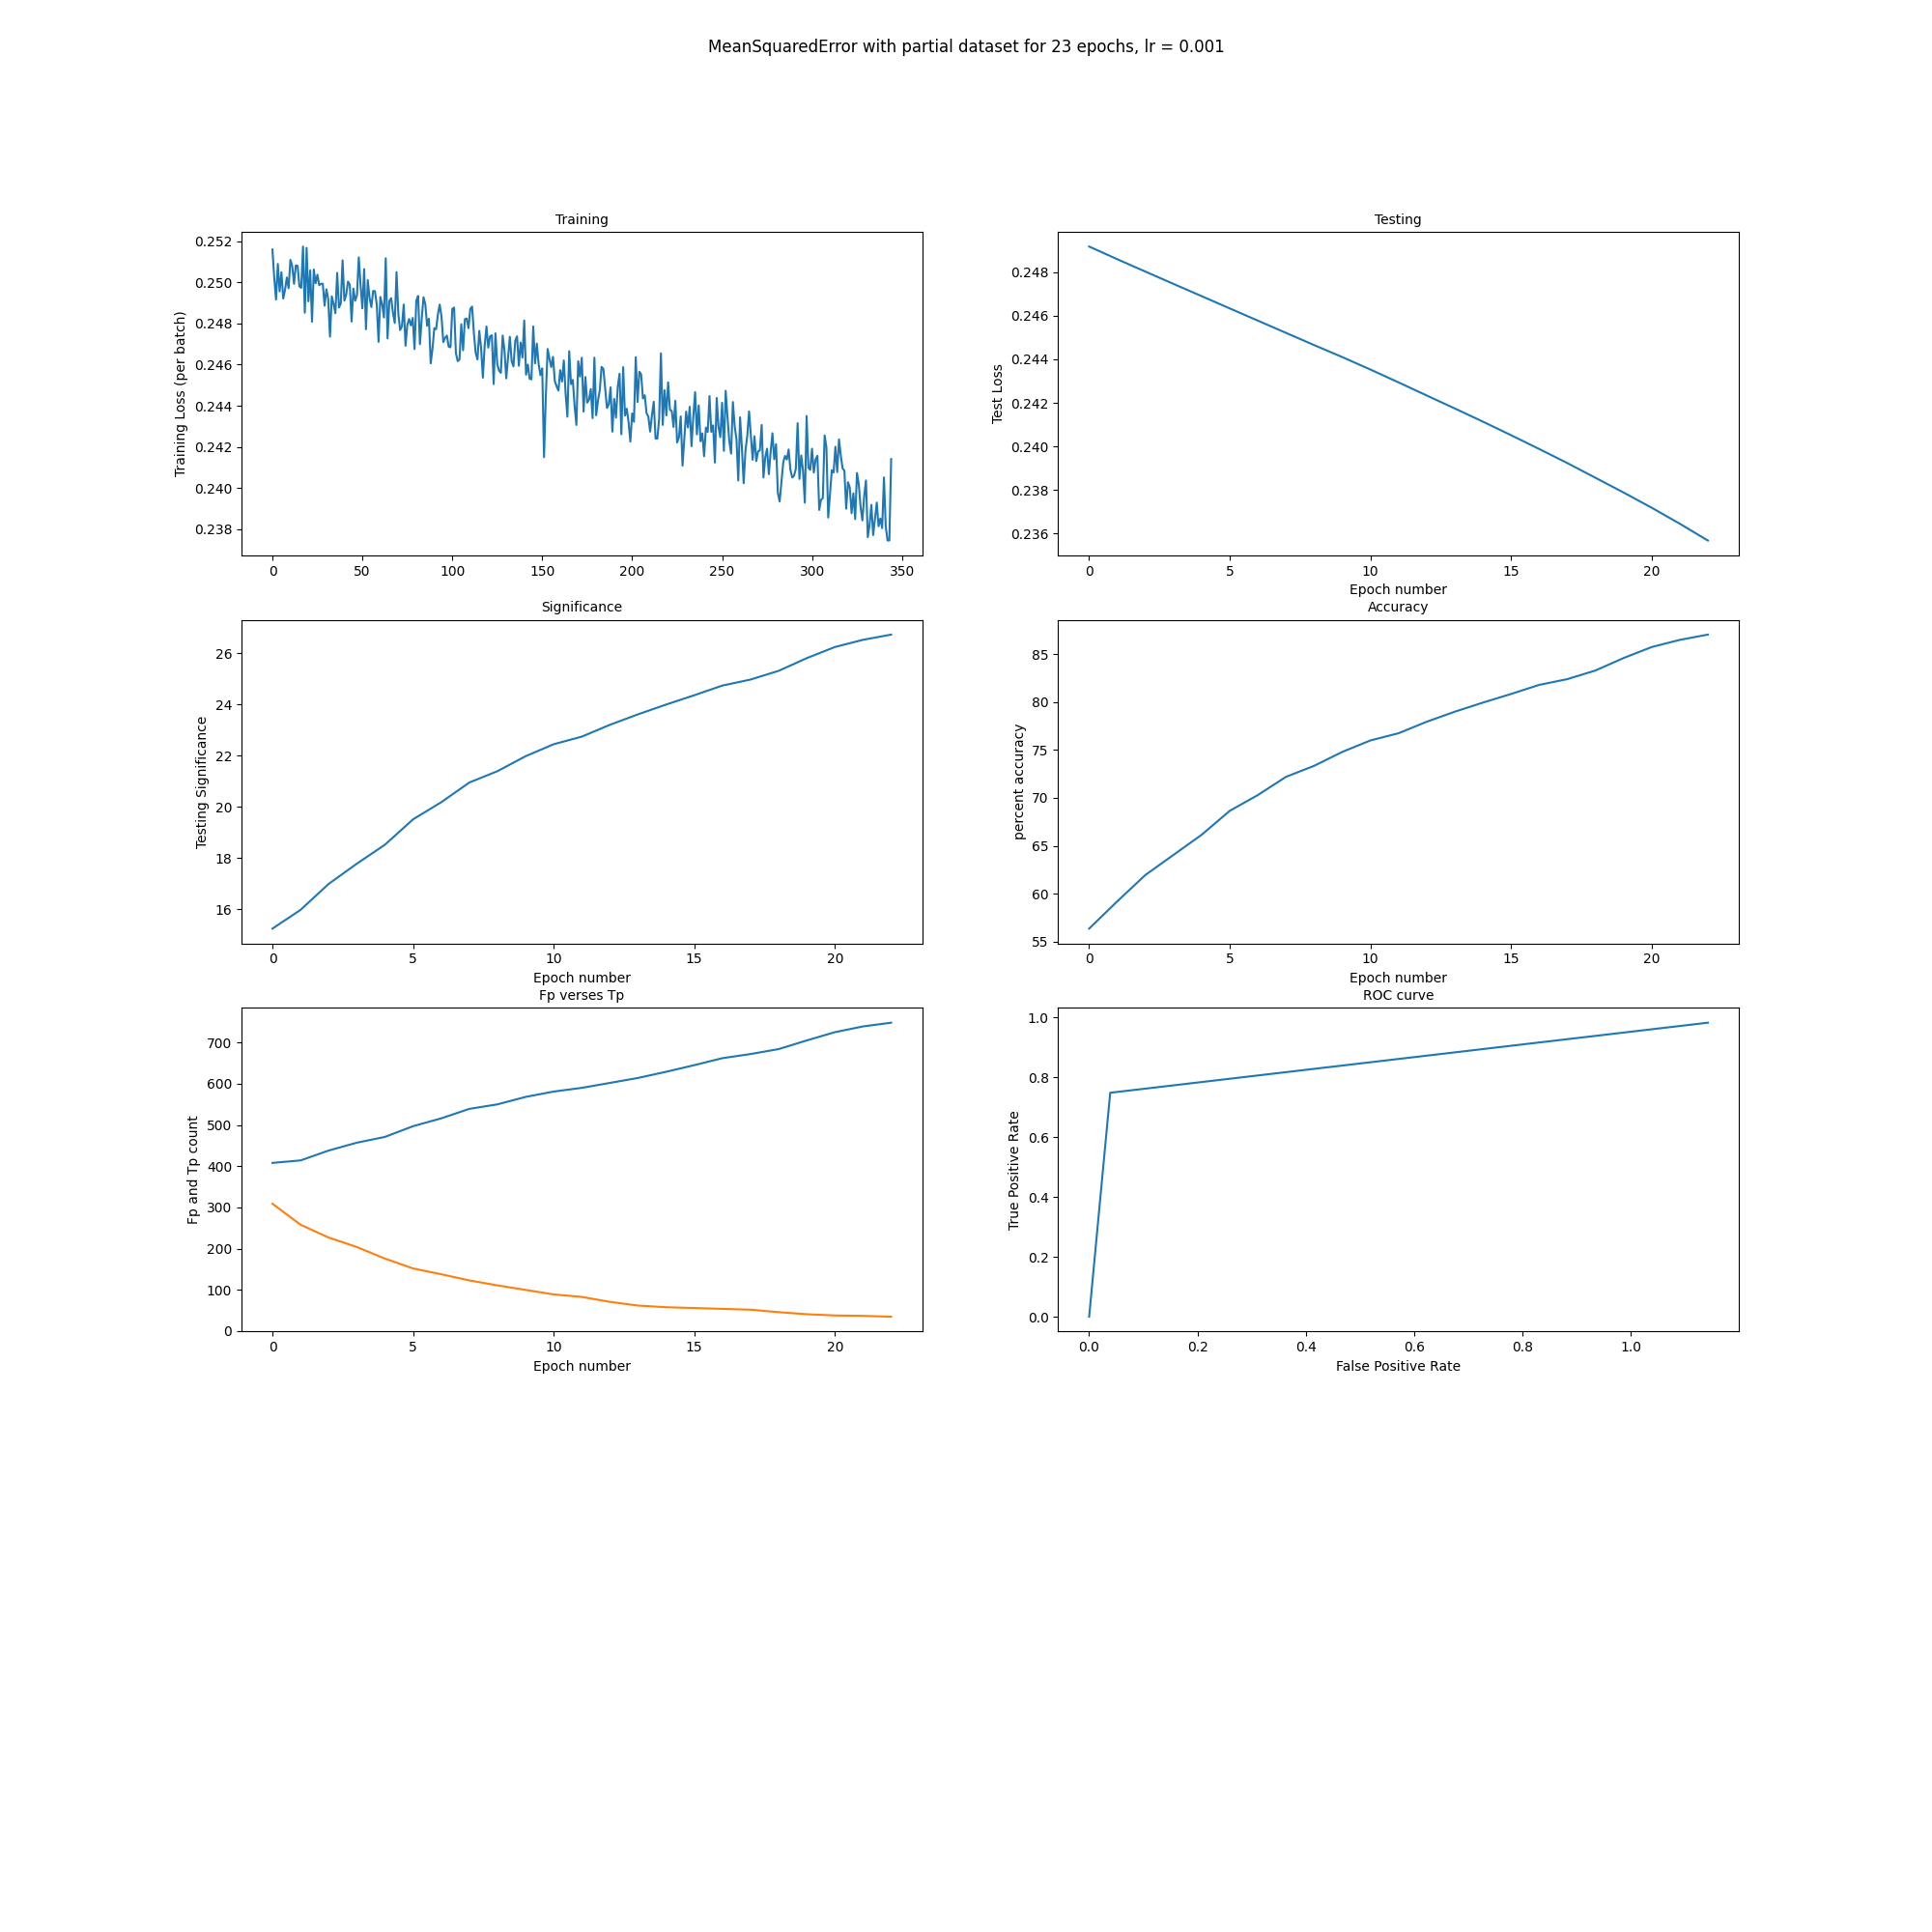 MeanSquaredError with partial dataset for 23 epochs, lr = 0.001
Training
Training Loss (per batch)
0.252
0.250
0.248
0.246
0.244
0.242
0.240
0.238
0 50 100 150 200 250 300 350
Testing
Test Loss
0.248
0.246
0.244
0.242
0.240
0.238
0.236
0 5 10 15 20
Epoch number
Significance
Testing Significance
26
24
22
20
18
16
0 5 10 15 20
Epoch number
Accuracy
percent accuracy
85
80
75
70
65
60
55
0 5 10 15 20
Epoch number
Fp verses Tp
Fp and Tp count
700
600
500
400
300
200
100
0
0 5 10 15 20
Epoch number
ROC curve
True Positive Rate
1.0
0.8
0.6
0.4
0.2
0.0
0.0 0.2 0.4 0.6 0.8 1.0
False Positive Rate